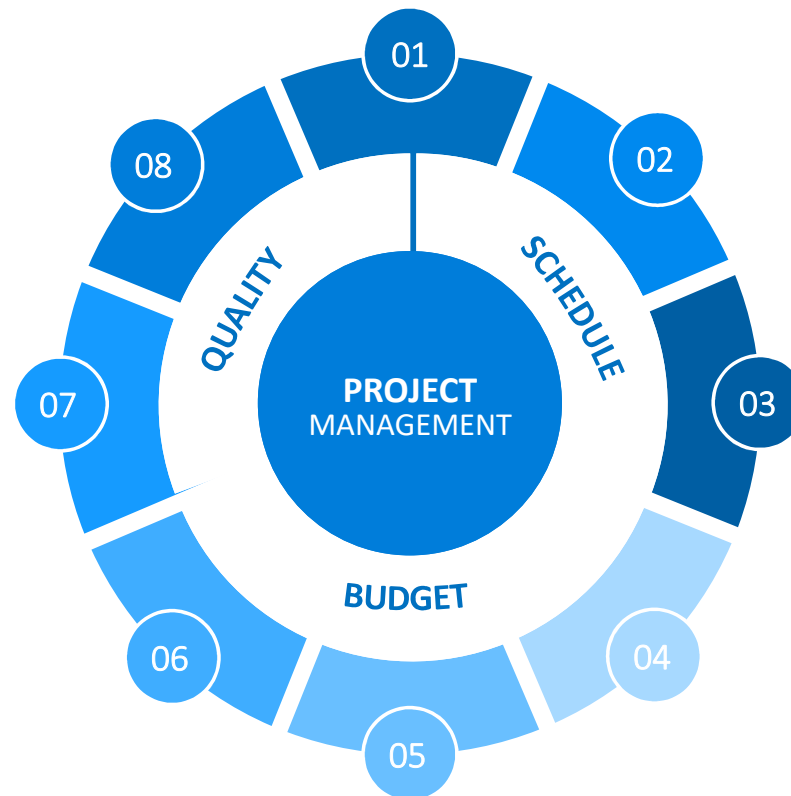 01
02
03
04
05
06
07
08
QUALITY
SCHEDULE
BUDGET
PROJECT
MANAGEMENT